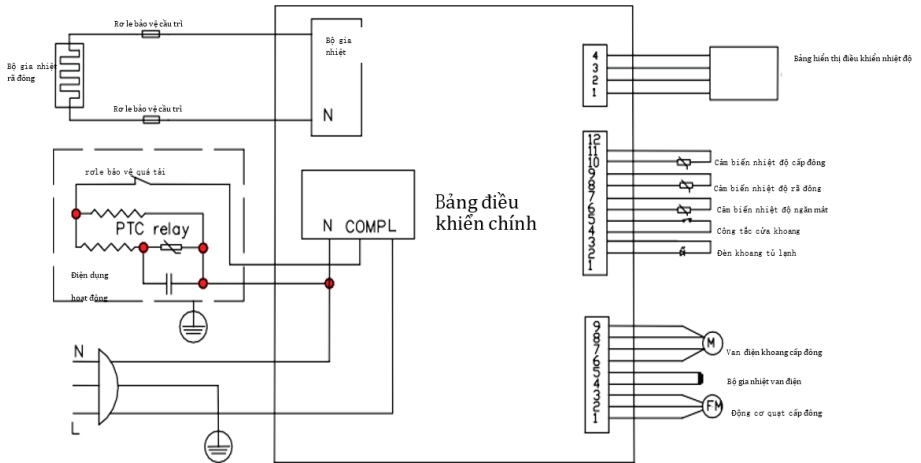 Rơ le bảo vệ cầu trì
Bộ gia nhiệt
rã đông
Rơ le bảo vệ cầu trì
Bộ gia
nhiệt
N
rơle bảo vệ quá tải
PTC relay
Điện dụng
hoạt động
N COMPL
Bảng điều
khiển chính
N
L
4
3
2
1
Bảng hiển thị điều khiển nhiệt độ
12
11
10
9
8
7
6
5
4
3
2
1
Cảm biến nhiệt độ cấp đông
Cảm biến nhiệt độ rã đông
Cảm biến nhiệt độ ngăn mát
Công tắc cửa khoang
Đèn khoang tủ lạnh
9
8
7
6
5
4
3
2
1
M
Van điện khoang cấp đông
Bộ gia nhiệt van điện
FM
Động cơ quạt cấp đông